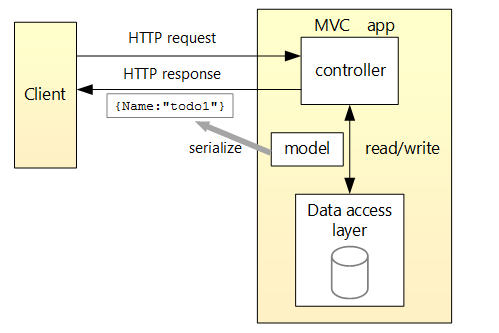 MVC app
HTTP request
controller
HTTP response
Client
{Name:"todo1"}
serialize
model
read/write
Data access
layer